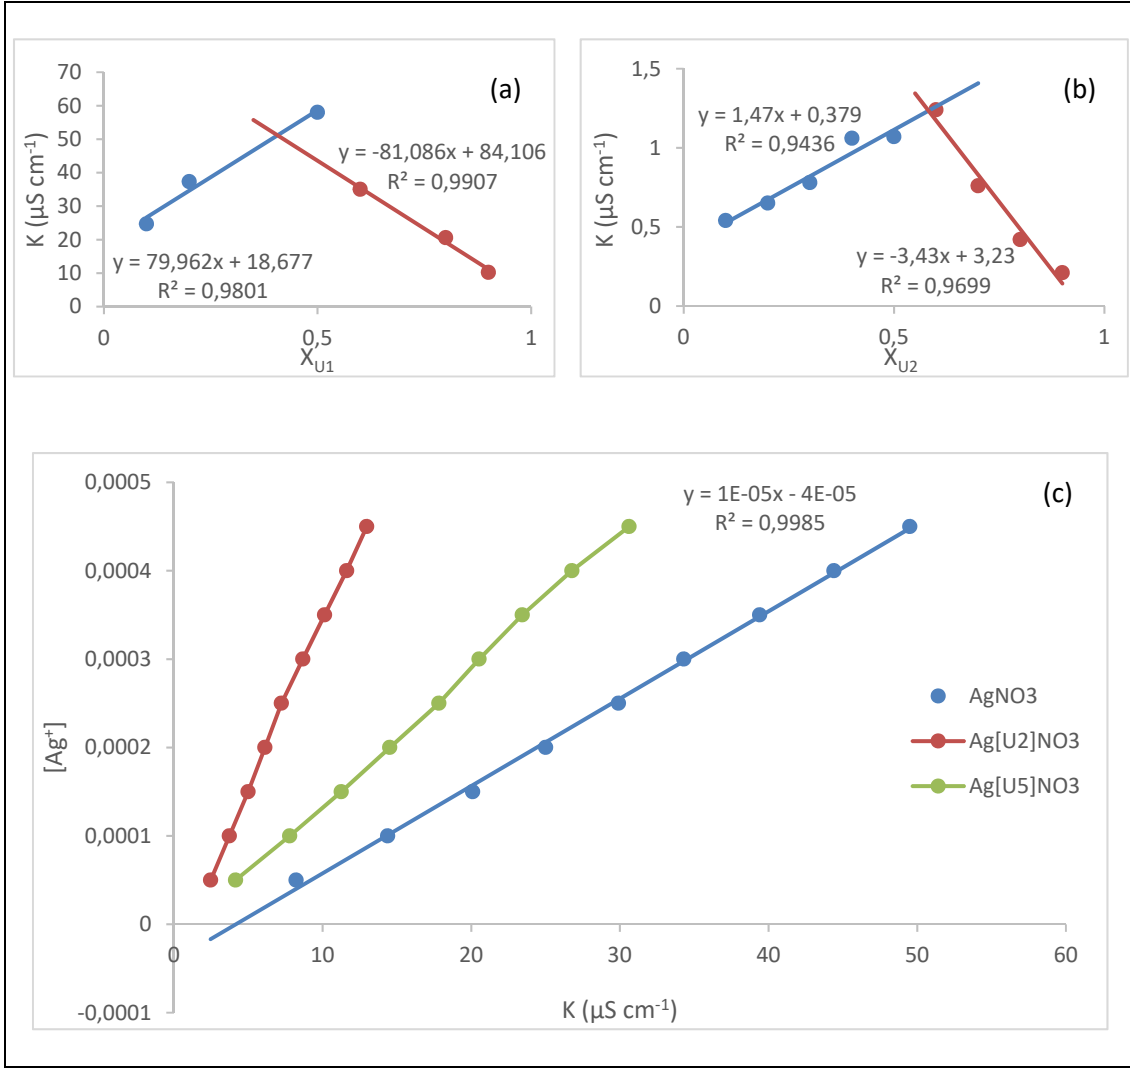 (a)
K (µS cm-1)
70
60
50
40
30
20
10
0
y = -81,086x + 84,106
R² = 0,9907
y = 79,962x + 18,677
R² = 0,9801
0
0,5
1
XU1
(b)
K (µS cm-1)
1,5
1
0,5
0
y = 1,47x + 0,379
R² = 0,9436
y = -3,43x + 3,23
R² = 0,9699
0
0,5
1
XU2
(c)
[Ag+]
0,0005
0,0004
0,0003
0,0002
0,0001
0
-0,0001
y = 1E-05x - 4E-05
R² = 0,9985
AgNO3
Ag[U2]NO3
Ag[U5]NO3
0
10
20
30
40
50
60
K (µS cm-1)